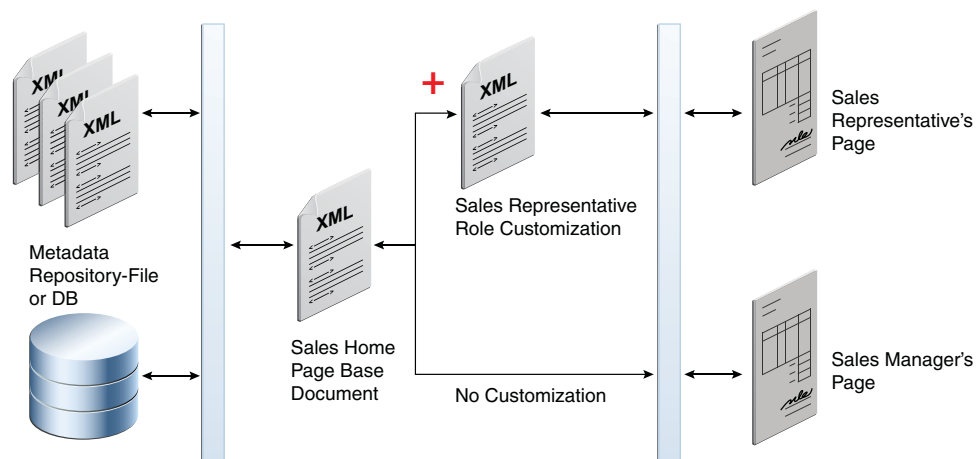 XML
XML
XML
Metadata
Repository-File
or DB
XML
Sales Home
Page Base
Document
+
XML
Sales Representative
Role Customization
No Customization
Sales
Representative's
Page
Sales Manager's
Page